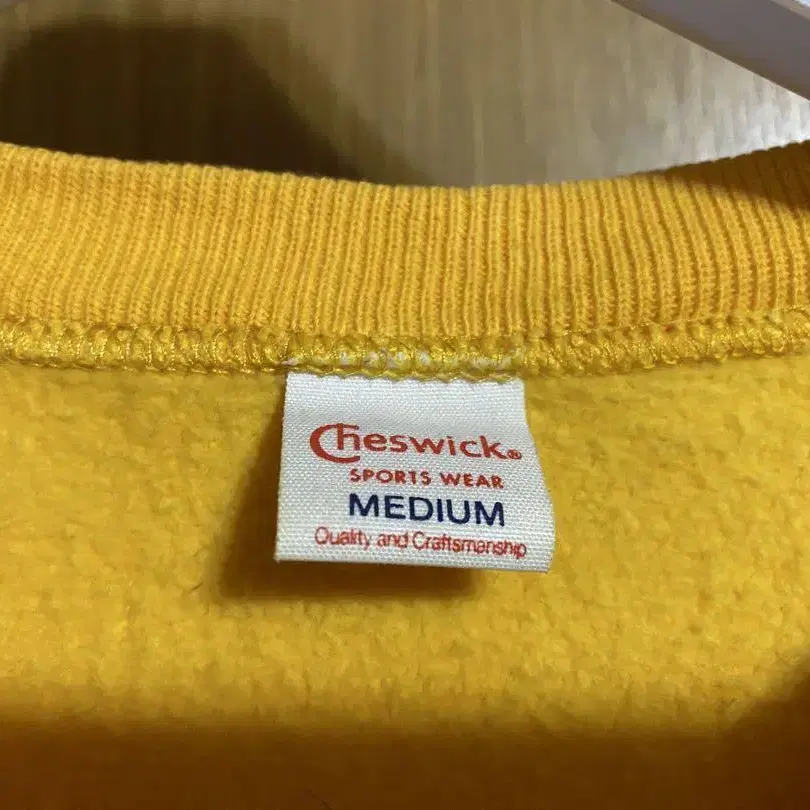 Cheswick®
SPORTS WEAR
MEDIUM
Quality and Craftsmanship